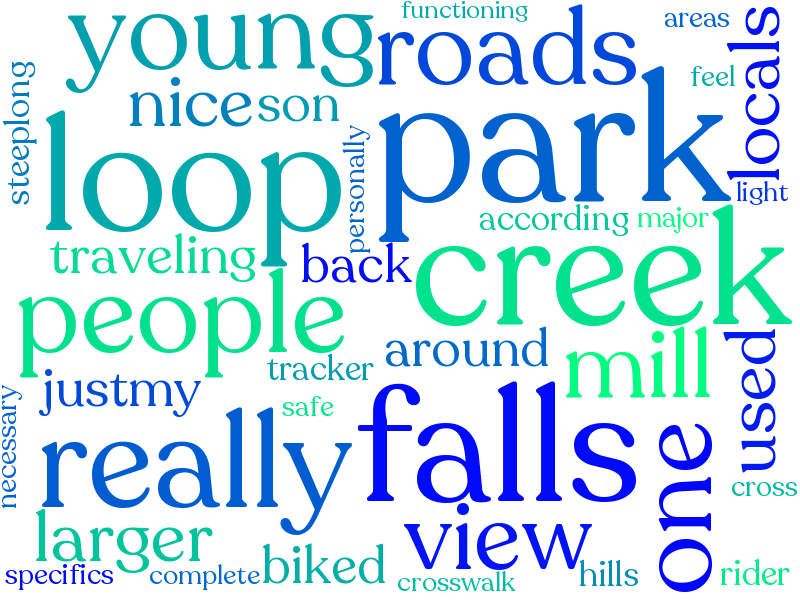 functioning
areas
young
roads
locals
feel
steeplong
nice
son
loop
park
personally
light
according
major
traveling
back
creek
people
around
mill
used
tracker
justmy
safe
necessary
really
falls
one
cross
larger
view
biked
specifics
complete
crosswalk
hills
rider